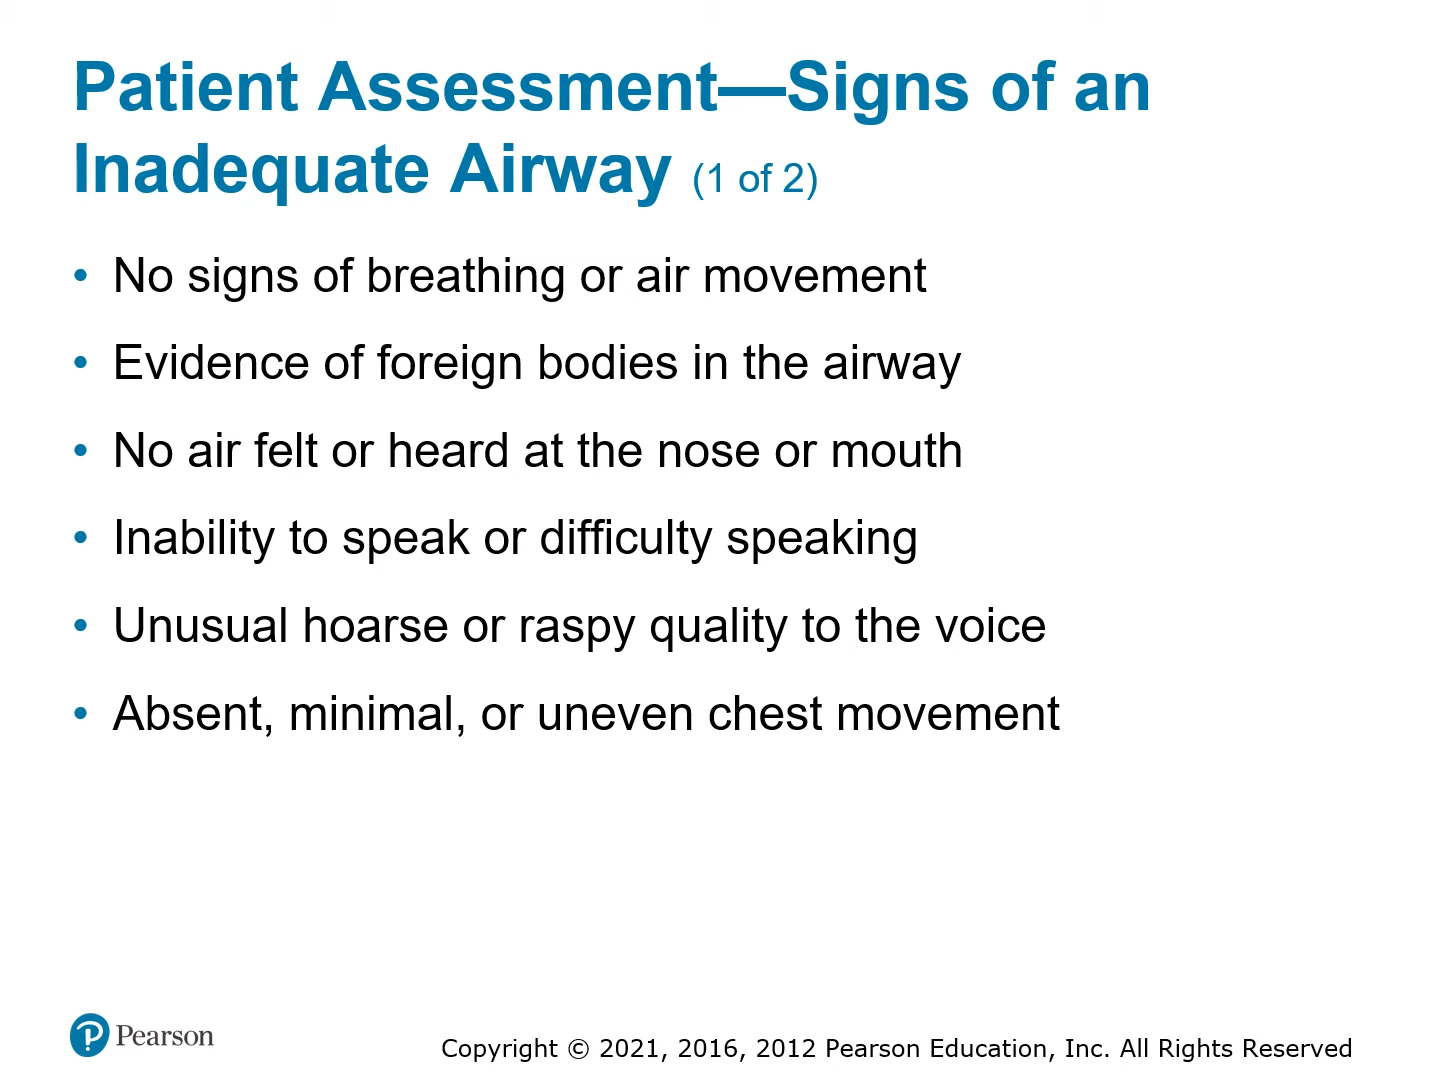 Patient Assessment—Signs of an
Inadequate Airway (1 of 2)
• No signs of breathing or air movement
• Evidence of foreign bodies in the airway
• No air felt or heard at the nose or mouth
• Inability to speak or difficulty speaking
• Unusual hoarse or raspy quality to the voice
• Absent, minimal, or uneven chest movement
Pearson
Copyright © 2021, 2016, 2012 Pearson Education, Inc. All Rights Reserved